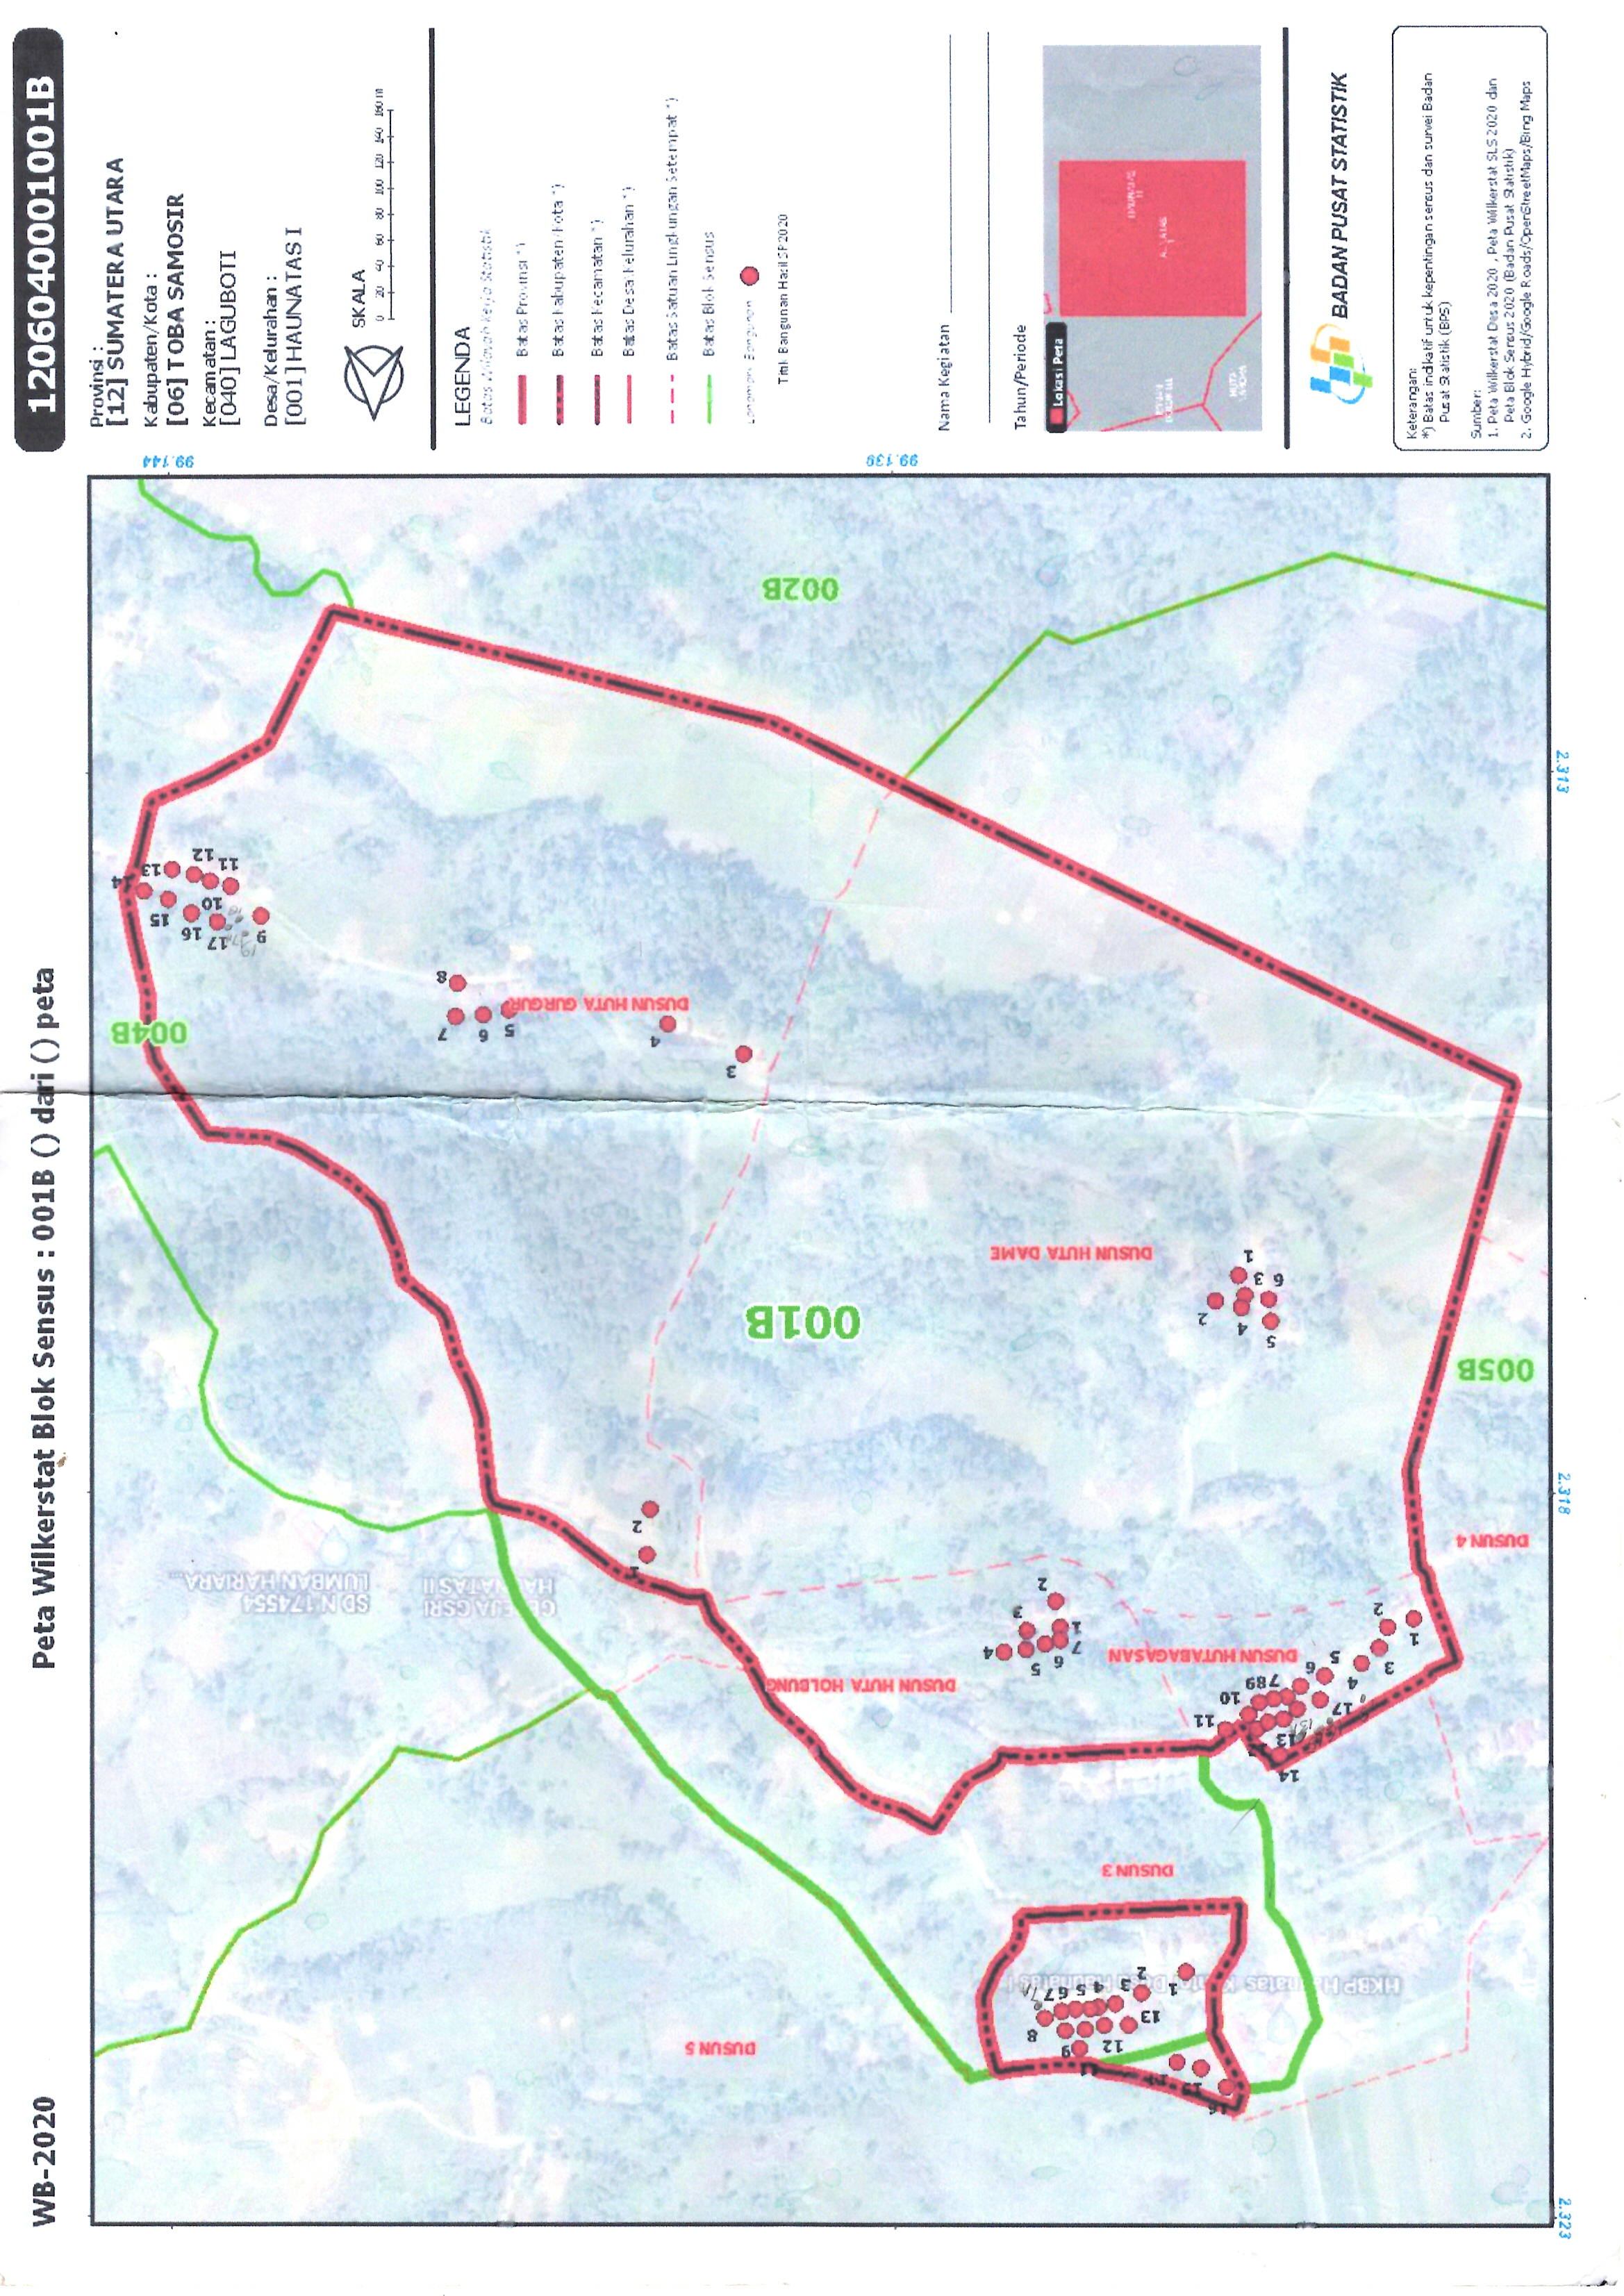 WB-2020
Peta Wilkerstat Blok Sensus : 001B () dari () peta
2.323
2.318
2.313
99.139
99.144
DUSUN 5
16
15
11
12
9
8
13
1
2
3
4
5
6
7
7A
HKBP Haunatas
Kantor Desa Haunatas I
DUSUN 3
14
13
17
11
10
7
8
9
6
5
4
3
1
2
DUSUN HUTABAGASAN
DUSUN HUTA HOLBUNG
6
5
4
7
1
3
2
GEREJA GSRI
HAUNATAS II
SD N 174554
LUMBAN HARIARA...
1
2
DUSUN 4
005B
001B
5
4
2
6
3
1
DUSUN HUTA DAME
3
4
5
6
7
8
DUSUN HUTA GURGUR
004B
9
19
17
16
15
10
14
11
12
13
002B
1206040001001B
Provinsi :
[12] SUMATERA UTARA
Kabupaten/Kota :
[06] TOBA SAMOSIR
Kecamatan :
[040] LAGUBOTI
Desa/Kelurahan :
[001] HAUNATAS I
SKALA
0 20 40 60 80 100 120 140 160 m
LEGENDA
Batas Wilayah Kerja Statistik
Batas Provinsi *)
Batas Kabupaten/Kota *)
Batas Kecamatan *)
Batas Desa/Kelurahan *)
Batas Satuan Lingkungan Setempat *)
Batas Blok Sensus
Bangunan
Titik Bangunan Hasil SP2020
Nama Kegiatan
Tahun/Periode
Lokasi Peta
BADAN PUSAT STATISTIK
Keterangan:
*) Batas indikatif untuk kepentingan sensus dan survei Badan
Pusat Statistik (BPS)
Sumber:
1. Peta Wilkerstat Desa 2020 , Peta Wilkerstat SLS 2020 dan
Peta Blok Sensus 2020 (Badan Pusat Statistik)
2. Google Hybrid/Google Roads/OpenStreetMaps/Bing Maps